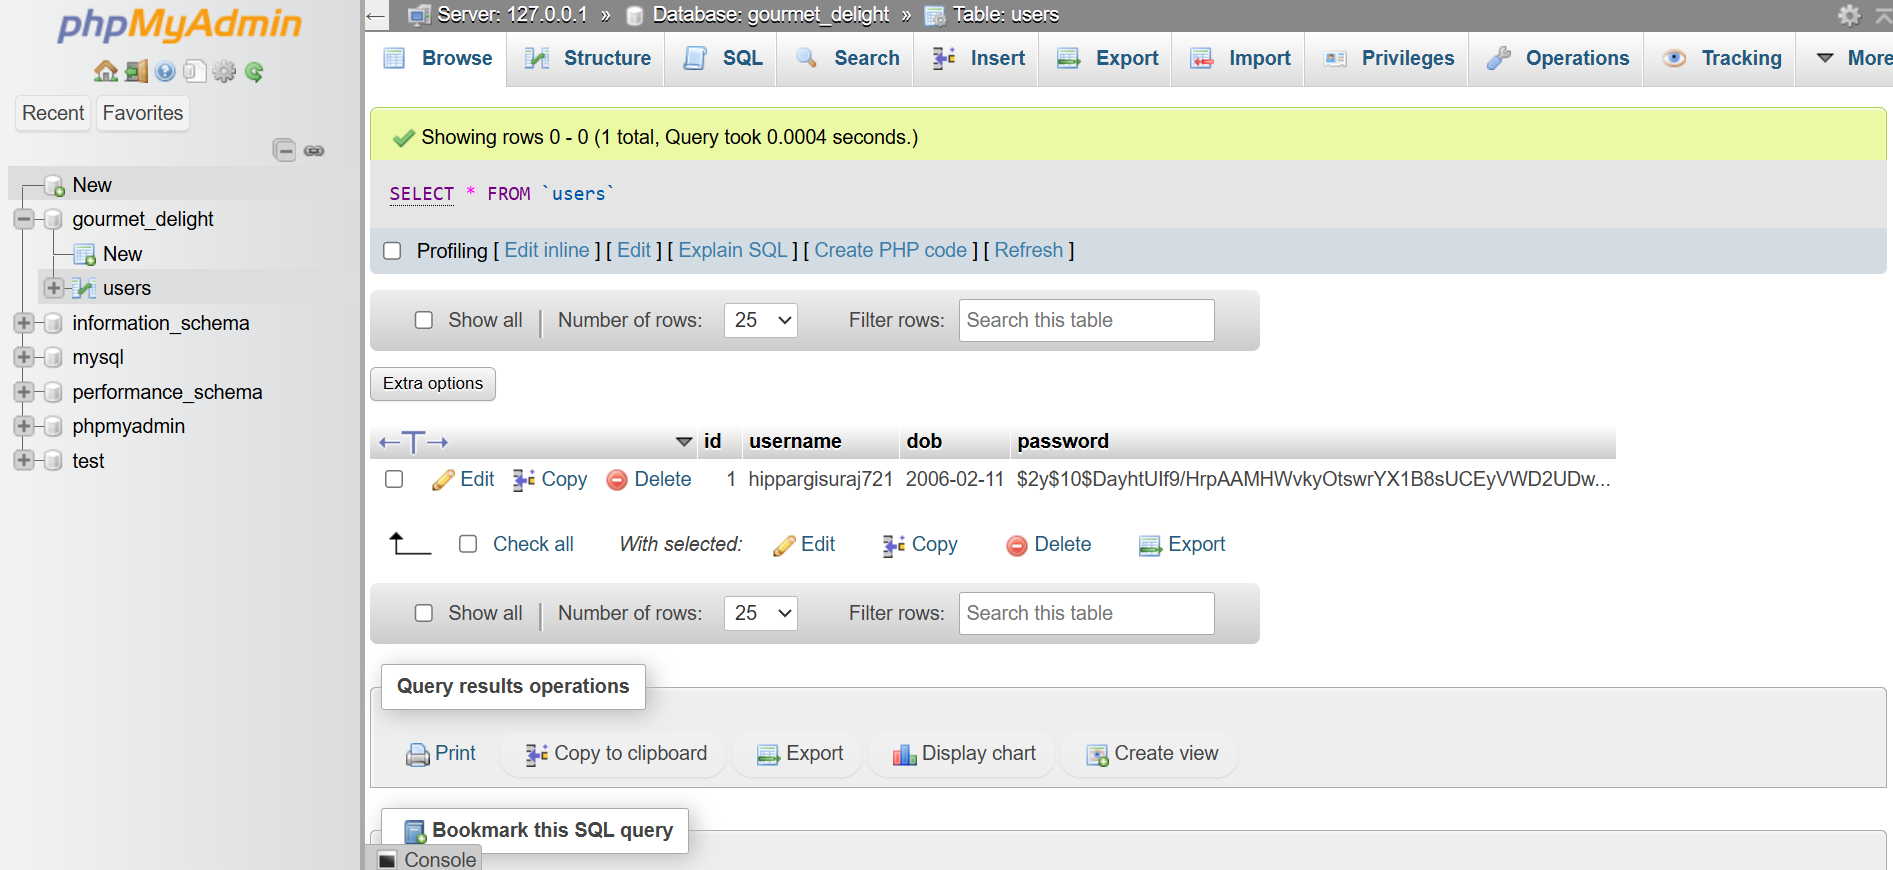 phpMyAdmin
Recent Favorites
New
gourmet_delight
New
users
information_schema
mysql
performance_schema
phpmyadmin
test
Server: 127.0.0.1 » Database: gourmet_delight » Table: users
Browse Structure SQL Search Insert Export Import Privileges Operations Tracking More
Showing rows 0 - 0 (1 total, Query took 0.0004 seconds.)
SELECT * FROM `users`
Profiling [ Edit inline ] [ Edit ] [ Explain SQL ] [ Create PHP code ] [ Refresh ]
Show all Number of rows: 25 Filter rows: Search this table
Extra options
←T→ id username dob password
Edit Copy Delete 1 hippargisuraj721 2006-02-11 $2y$10$DayhtUIf9/HrpAAMHWvkyOtswrYX1B8sUCEyVWD2UDw...
Check all With selected: Edit Copy Delete Export
Show all Number of rows: 25 Filter rows: Search this table
Query results operations
Print Copy to clipboard Export Display chart Create view
Bookmark this SQL query
Console